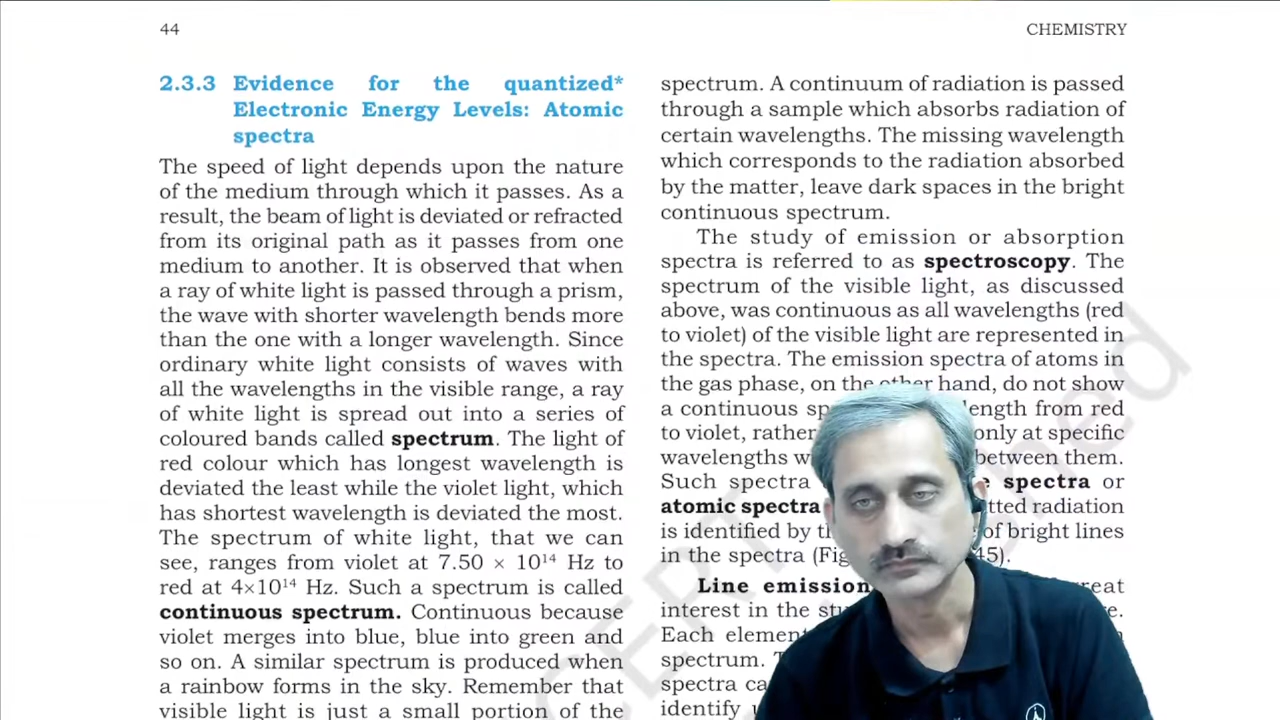 44
CHEMISTRY
2.3.3 Evidence for the quantized*
Electronic Energy Levels: Atomic
spectra
The speed of light depends upon the nature
of the medium through which it passes. As a
result, the beam of light is deviated or refracted
from its original path as it passes from one
medium to another. It is observed that when
a ray of white light is passed through a prism,
the wave with shorter wavelength bends more
than the one with a longer wavelength. Since
ordinary white light consists of waves with
all the wavelengths in the visible range, a ray
of white light is spread out into a series of
coloured bands called spectrum. The light of
red colour which has longest wavelength is
deviated the least while the violet light, which
has shortest wavelength is deviated the most.
The spectrum of white light, that we can
see, ranges from violet at 7.50 × 10¹⁴ Hz to
red at 4×10¹⁴ Hz. Such a spectrum is called
continuous spectrum. Continuous because
violet merges into blue, blue into green and
so on. A similar spectrum is produced when
a rainbow forms in the sky. Remember that
visible light is just a small portion of the
spectrum. A continuum of radiation is passed
through a sample which absorbs radiation of
certain wavelengths. The missing wavelength
which corresponds to the radiation absorbed
by the matter, leave dark spaces in the bright
continuous spectrum.
The study of emission or absorption
spectra is referred to as spectroscopy. The
spectrum of the visible light, as discussed
above, was continuous as all wavelengths (red
to violet) of the visible light are represented in
the spectra. The emission spectra of atoms in
the gas phase, on the other hand, do not show
a continuous length from red
to violet, rather only at specific
wavelengths between them.
Such spectra spectra or
atomic spectra radiation
is identified by of bright lines
in the spectra 45).
Line emission
interest in the
Each element
spectrum.
spectra
identify